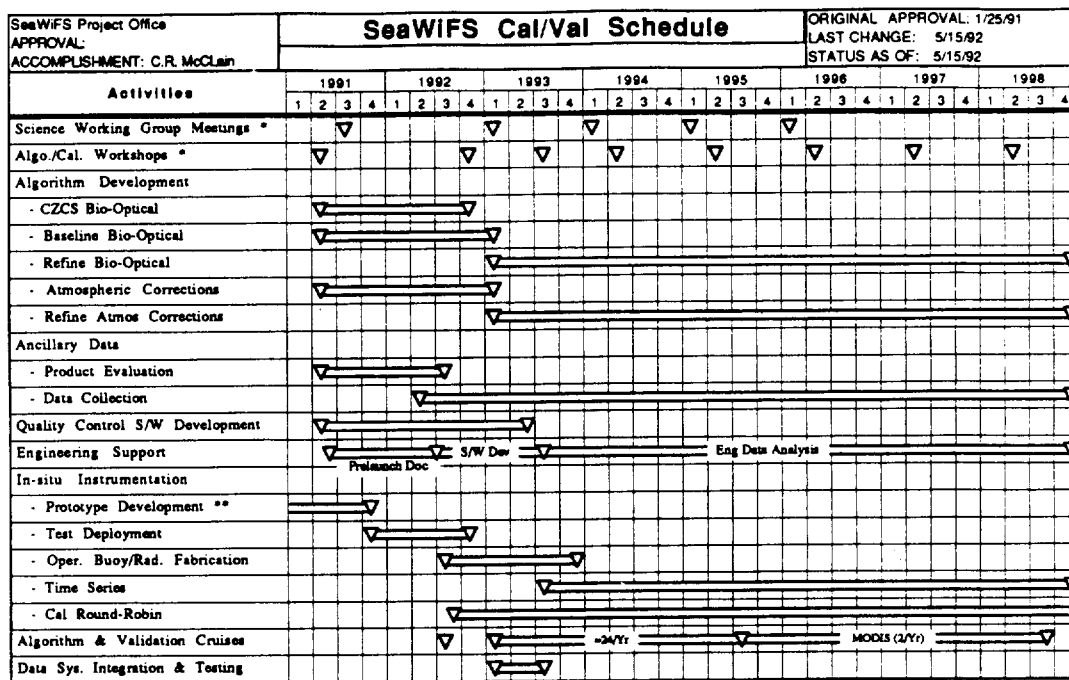 SeaWiFS Project Office
APPROVAL:
ACCOMPLISHMENT: C.R. McClain
SeaWiFS Cal/Val Schedule
ORIGINAL APPROVAL: 1/25/91
LAST CHANGE: 5/15/92
STATUS AS OF: 5/15/92
Activities
1991 1992 1993 1994 1995 1996 1997 1998
1 2 3 4 1 2 3 4 1 2 3 4 1 2 3 4 1 2 3 4 1 2 3 4 1 2 3 4 1 2 3 4
Science Working Group Meetings *
Algo./Cal. Workshops *
Algorithm Development
- CZCS Bio-Optical
- Baseline Bio-Optical
- Refine Bio-Optical
- Atmospheric Corrections
- Refine Atmos Corrections
Ancillary Data
- Product Evaluation
- Data Collection
Quality Control S/W Development
Engineering Support
Prelaunch Doc
S/W Dev
Eng Data Analysis
In-situ Instrumentation
- Prototype Development **
- Test Deployment
- Oper. Buoy/Rad. Fabrication
- Time Series
- Cal Round-Robin
Algorithm & Validation Cruises
≈24/Yr
MODIS (2/Yr)
Data Sys. Integration & Testing